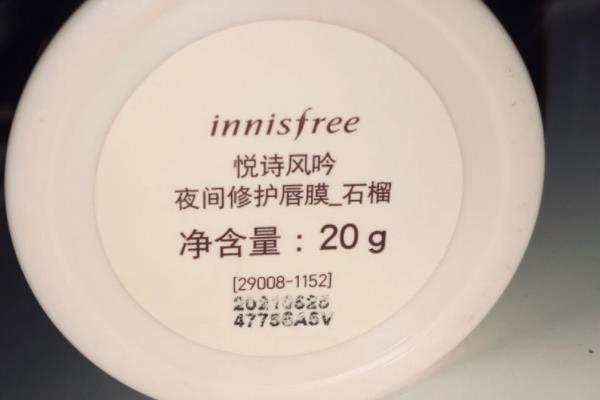 innisfree
悦诗风吟
夜间修护唇膜_石榴
净含量：20 g
[29008-1152]